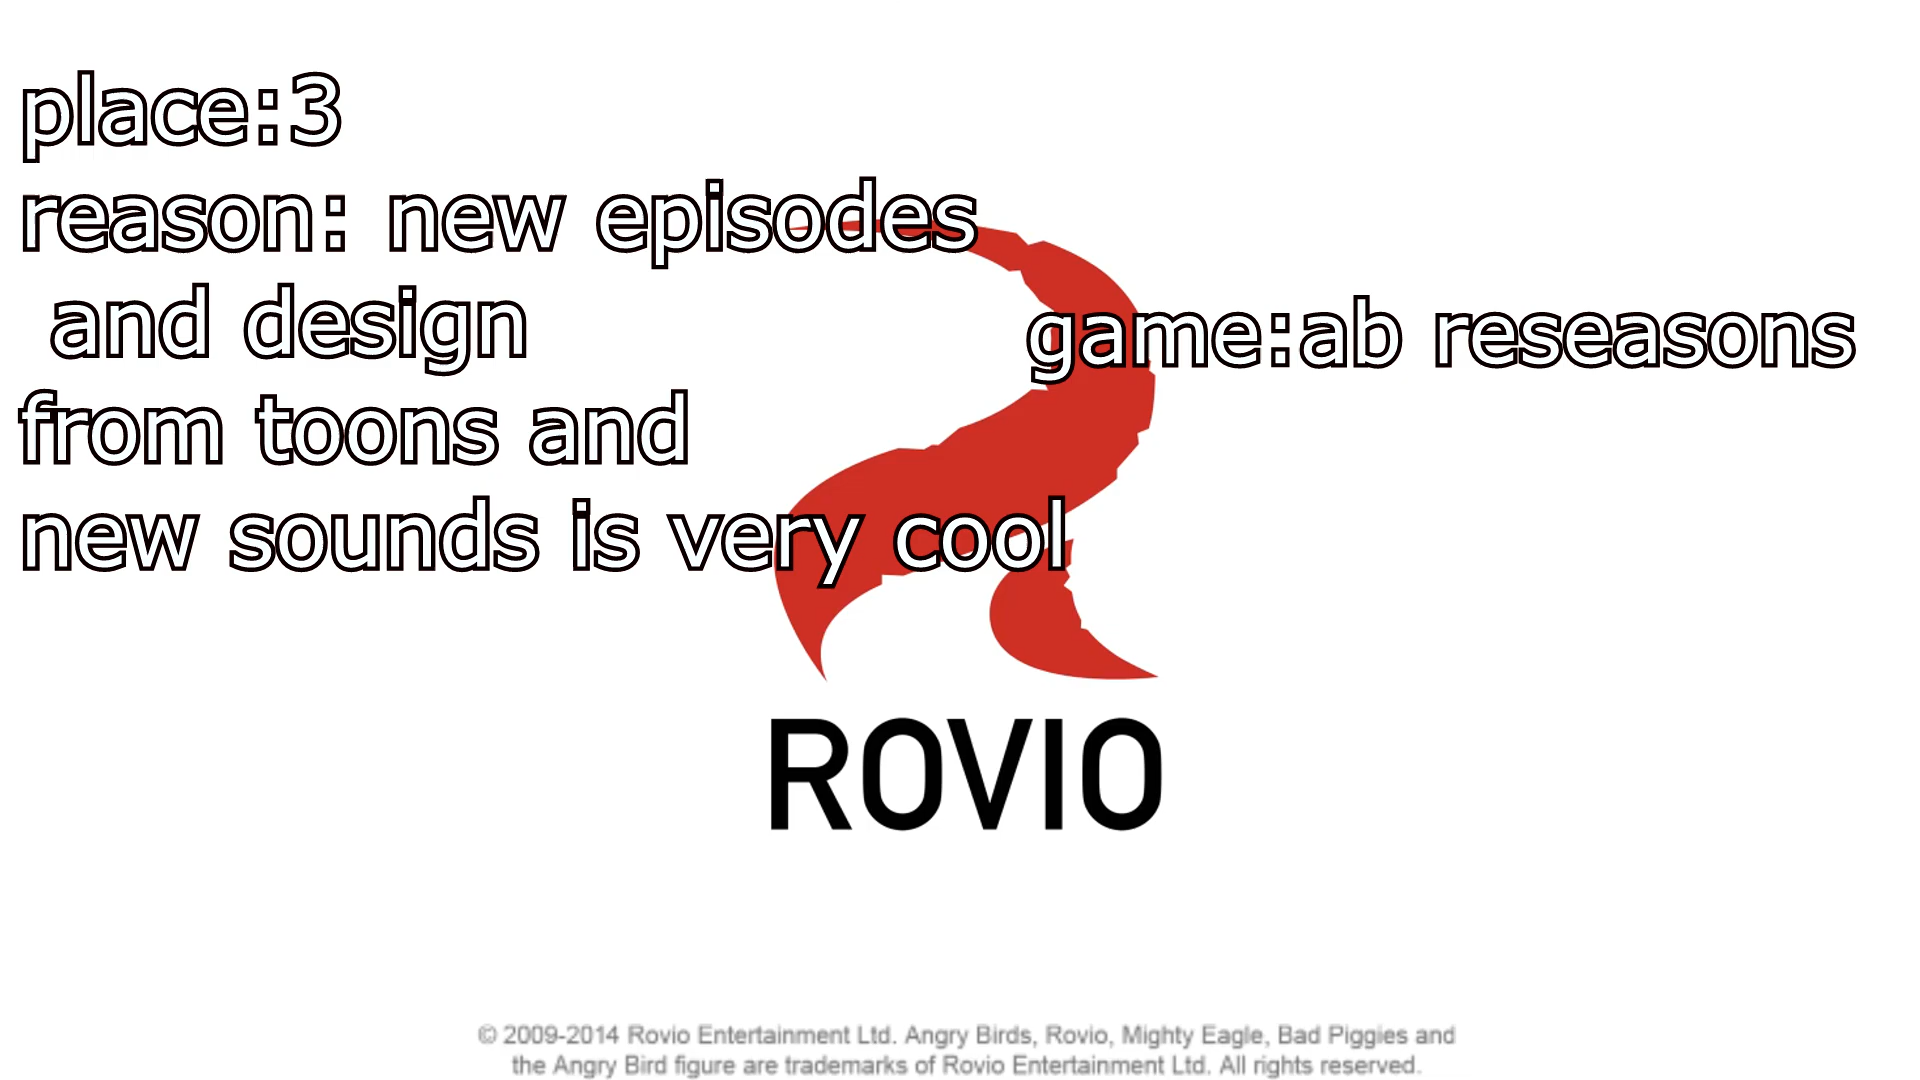 place:3
reason: new episodes
and design
from toons and
new sounds is very cool
game:ab reseasons
ROVIO
© 2009-2014 Rovio Entertainment Ltd. Angry Birds, Rovio, Mighty Eagle, Bad Piggies and
the Angry Bird figure are trademarks of Rovio Entertainment Ltd. All rights reserved.